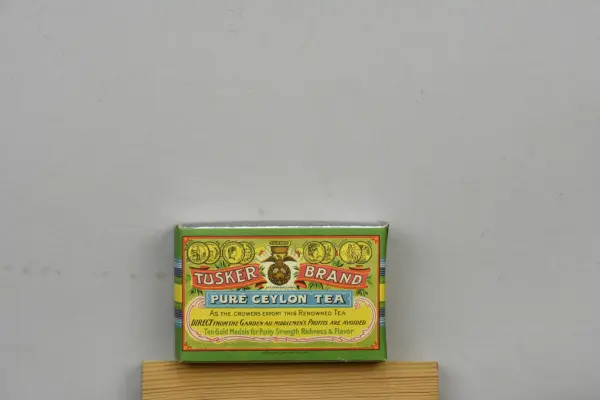 TUSKER BRAND
PURE CEYLON TEA
AS THE GROWERS EXPORT THIS RENOWNED TEA
DIRECT FROM THE GARDEN ALL MIDDLEMEN'S PROFITS ARE AVOIDED
Ten Gold Medals for Purity Strength Richness & Flavor